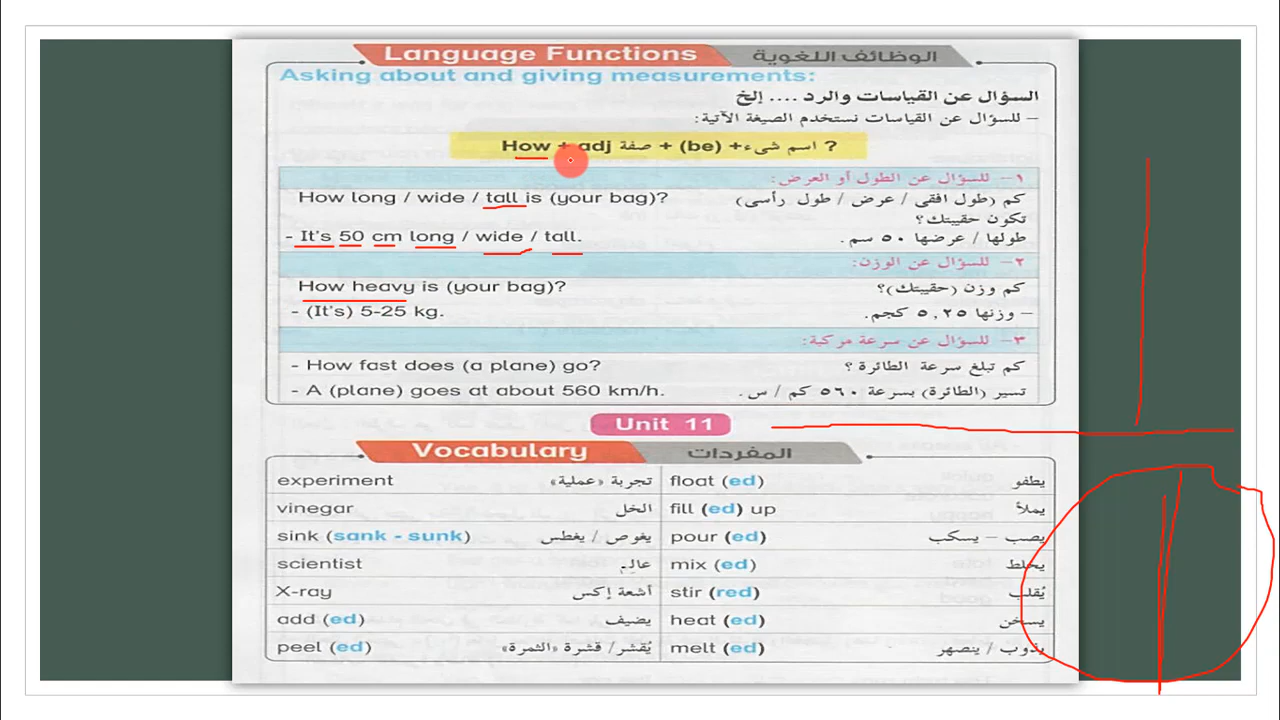 Language Functions الوظائف اللغوية
Asking about and giving measurements:
السؤال عن القياسات والرد .... إلخ
- للسؤال عن القياسات نستخدم الصيغة الآتية:
How + adj صفة + (be) +اسم شىء ?
١- للسؤال عن الطول أو العرض:
How long / wide / tall is (your bag)? كم (طول افقى / عرض / طول رأسى)
تكون حقيبتك؟
- It's 50 cm long / wide / tall. طولها / عرضها ٥٠ سم.
٢- للسؤال عن الوزن:
How heavy is (your bag)? كم وزن (حقيبتك)؟
- (It's) 5-25 kg. - وزنها ٥,٢٥ كجم.
٣- للسؤال عن سرعة مركبة:
- How fast does (a plane) go? كم تبلغ سرعة الطائرة ؟
- A (plane) goes at about 560 km/h. تسير (الطائرة) بسرعة ٥٦٠ كم / س.
Unit 11
Vocabulary المفردات
experiment تجربة «عملية» float (ed) يطفو
vinegar الخل fill (ed) up يملأ
sink (sank - sunk) يغوص / يغطس pour (ed) يصب - يسكب
scientist عالِم mix (ed) يخلط
X-ray أشعة إكس stir (red) يُقلب
add (ed) يضيف heat (ed) يسخن
peel (ed) يُقشر/ قشرة «الثمرة» melt (ed) يذوب / ينصهر